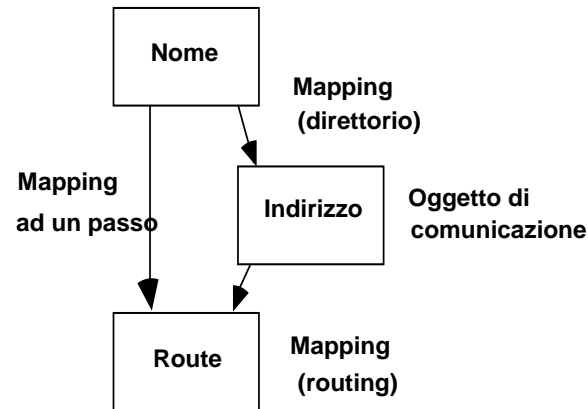 Nome
Mapping
(direttorio)
Mapping
ad un passo
Indirizzo
Oggetto di
comunicazione
Route
Mapping
(routing)